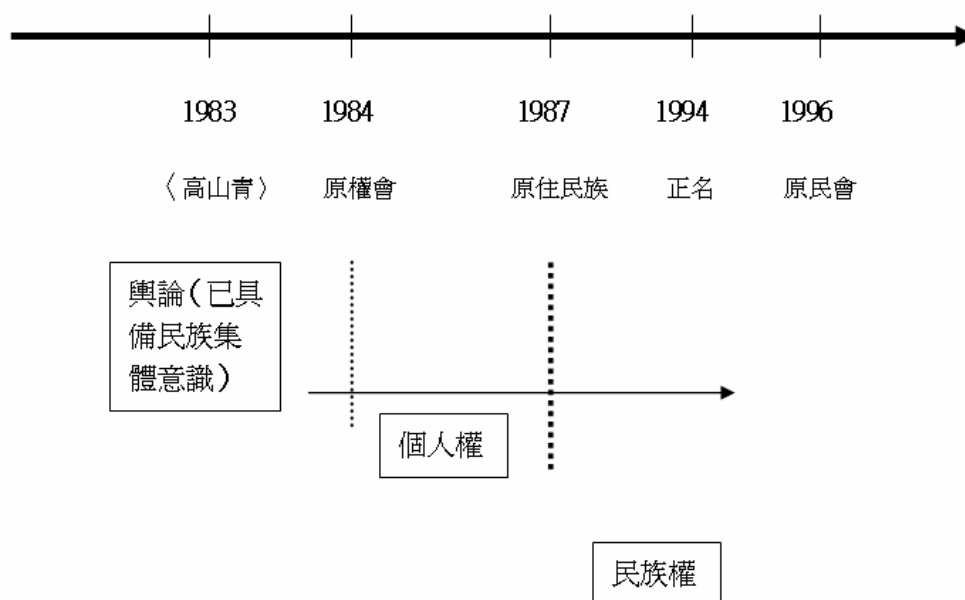 1983 1984 1987 1994 1996
〈高山青〉 原權會 原住民族 正名 原民會
輿論(已具
備民族集
體意識)
個人權
民族權